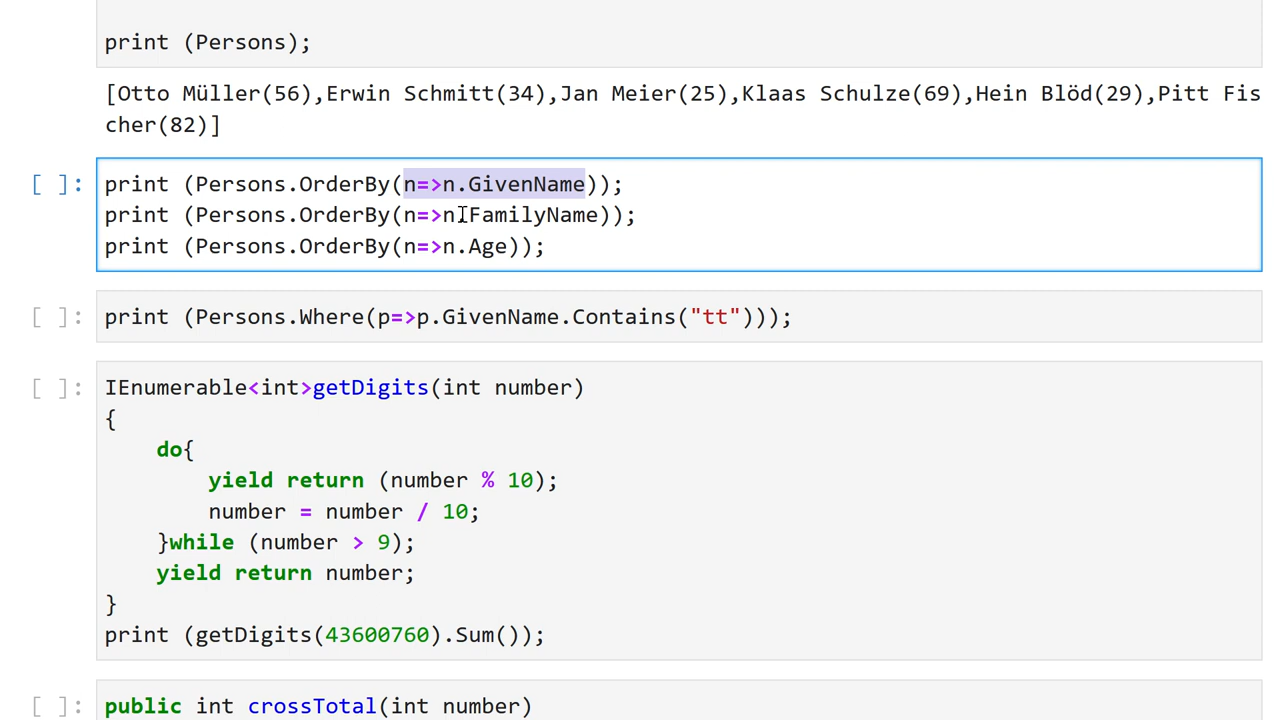 print (Persons);
[Otto Müller(56),Erwin Schmitt(34),Jan Meier(25),Klaas Schulze(69),Hein Blöd(29),Pitt Fis
cher(82)]
[ ]: print (Persons.OrderBy(n=>n.GivenName));
print (Persons.OrderBy(n=>n.FamilyName));
print (Persons.OrderBy(n=>n.Age));
[ ]: print (Persons.Where(p=>p.GivenName.Contains("tt")));
[ ]: IEnumerable<int>getDigits(int number)
{
    do{
        yield return (number % 10);
        number = number / 10;
    }while (number > 9);
    yield return number;
}
print (getDigits(43600760).Sum());
[ ]: public int crossTotal(int number)